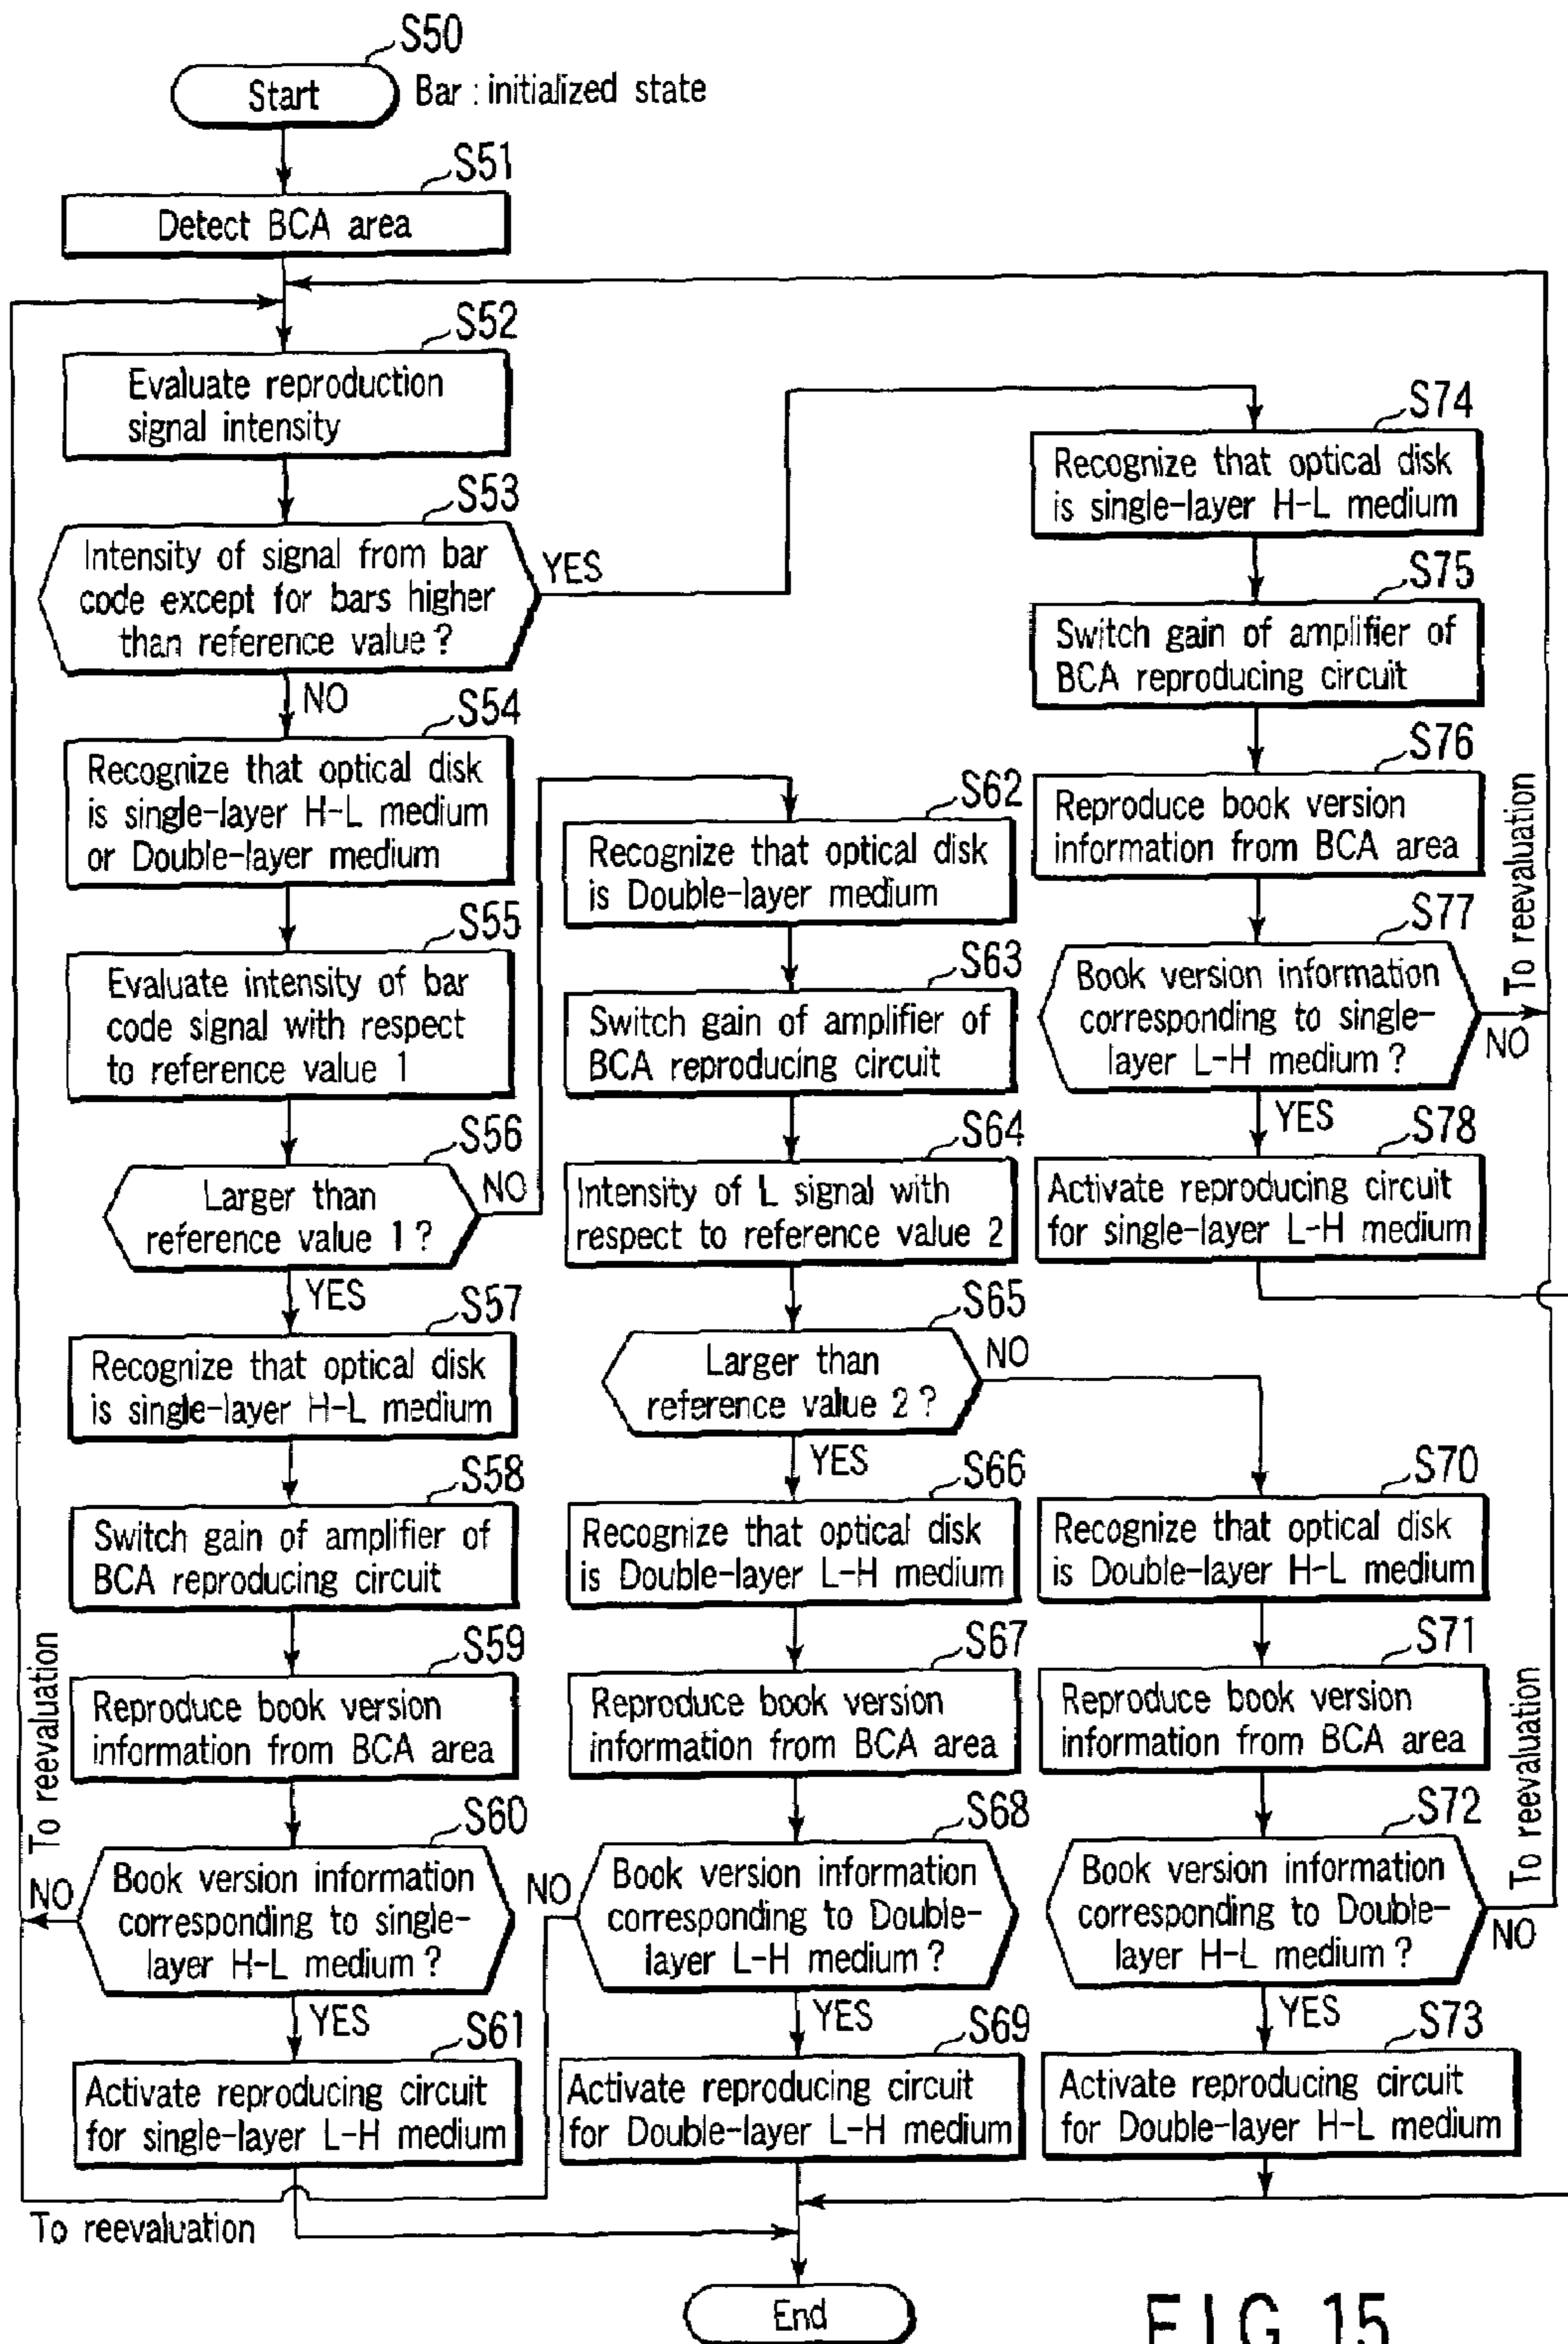 S50
Start
Bar : initialized state
S51
Detect BCA area
S52
Evaluate reproduction
signal intensity
S53
Intensity of signal from bar
code except for bars higher
than reference value ?
YES
NO
S54
Recognize that optical disk
is single-layer H-L medium
or Double-layer medium
S55
Evaluate intensity of bar
code signal with respect
to reference value 1
S56
Larger than
reference value 1 ?
NO
YES
S57
Recognize that optical disk
is single-layer H-L medium
S58
Switch gain of amplifier of
BCA reproducing circuit
S59
Reproduce book version
information from BCA area
To reevaluation
S60
Book version information
corresponding to single-
layer H-L medium ?
NO
YES
S61
Activate reproducing circuit
for single-layer L-H medium
To reevaluation
S62
Recognize that optical disk
is Double-layer medium
S63
Switch gain of amplifier of
BCA reproducing circuit
S64
Intensity of L signal with
respect to reference value 2
S65
Larger than
reference value 2 ?
NO
YES
S66
Recognize that optical disk
is Double-layer L-H medium
S67
Reproduce book version
information from BCA area
S68
Book version information
corresponding to Double-
layer L-H medium ?
NO
YES
S69
Activate reproducing circuit
for Double-layer L-H medium
S74
Recognize that optical disk
is single-layer H-L medium
S75
Switch gain of amplifier of
BCA reproducing circuit
S76
Reproduce book version
information from BCA area
To reevaluation
S77
Book version information
corresponding to single-
layer L-H medium ?
NO
YES
S78
Activate reproducing circuit
for single-layer L-H medium
S70
Recognize that optical disk
is Double-layer H-L medium
S71
Reproduce book version
information from BCA area
To reevaluation
S72
Book version information
corresponding to Double-
layer H-L medium ?
NO
YES
S73
Activate reproducing circuit
for Double-layer H-L medium
End
FIG. 15